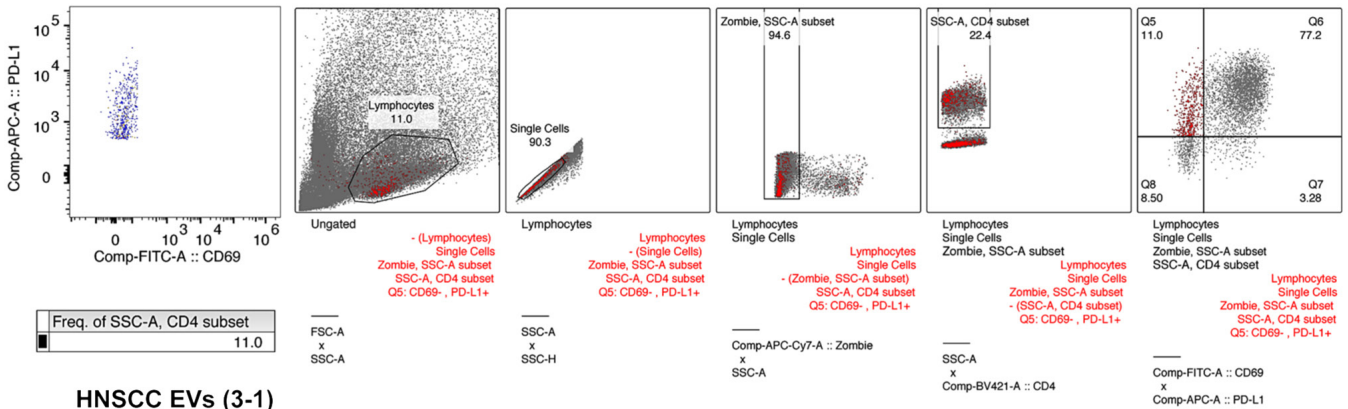 Comp-APC-A :: PD-L1
10^5
10^4
10^3
0
0
10^3
10^4
10^6
Comp-FITC-A :: CD69
Freq. of SSC-A, CD4 subset
11.0
HNSCC EVs (3-1)
Lymphocytes
11.0
Ungated
- (Lymphocytes)
Single Cells
Zombie, SSC-A subset
SSC-A, CD4 subset
Q5: CD69- , PD-L1+
FSC-A
x
SSC-A
Single Cells
90.3
Lymphocytes
Lymphocytes
- (Single Cells)
Zombie, SSC-A subset
SSC-A, CD4 subset
Q5: CD69- , PD-L1+
SSC-A
x
SSC-H
Zombie, SSC-A subset
94.6
Lymphocytes
Single Cells
Lymphocytes
Single Cells
- (Zombie, SSC-A subset)
SSC-A, CD4 subset
Q5: CD69- , PD-L1+
Comp-APC-Cy7-A :: Zombie
x
SSC-A
SSC-A, CD4 subset
22.4
Lymphocytes
Single Cells
Zombie, SSC-A subset
Lymphocytes
Single Cells
Zombie, SSC-A subset
- (SSC-A, CD4 subset)
Q5: CD69- , PD-L1+
SSC-A
x
Comp-BV421-A :: CD4
Q5
11.0
Q6
77.2
Q8
8.50
Q7
3.28
Lymphocytes
Single Cells
Zombie, SSC-A subset
SSC-A, CD4 subset
Lymphocytes
Single Cells
Zombie, SSC-A subset
SSC-A, CD4 subset
Q5: CD69- , PD-L1+
Comp-FITC-A :: CD69
x
Comp-APC-A :: PD-L1